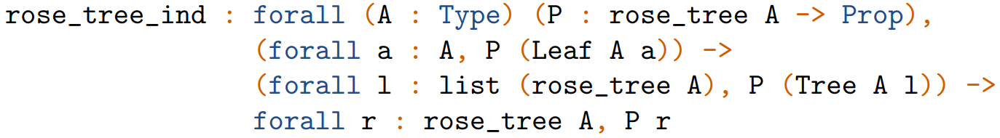 rose_tree_ind : forall (A : Type) (P : rose_tree A -> Prop),
(forall a : A, P (Leaf A a)) ->
(forall l : list (rose_tree A), P (Tree A l)) ->
forall r : rose_tree A, P r